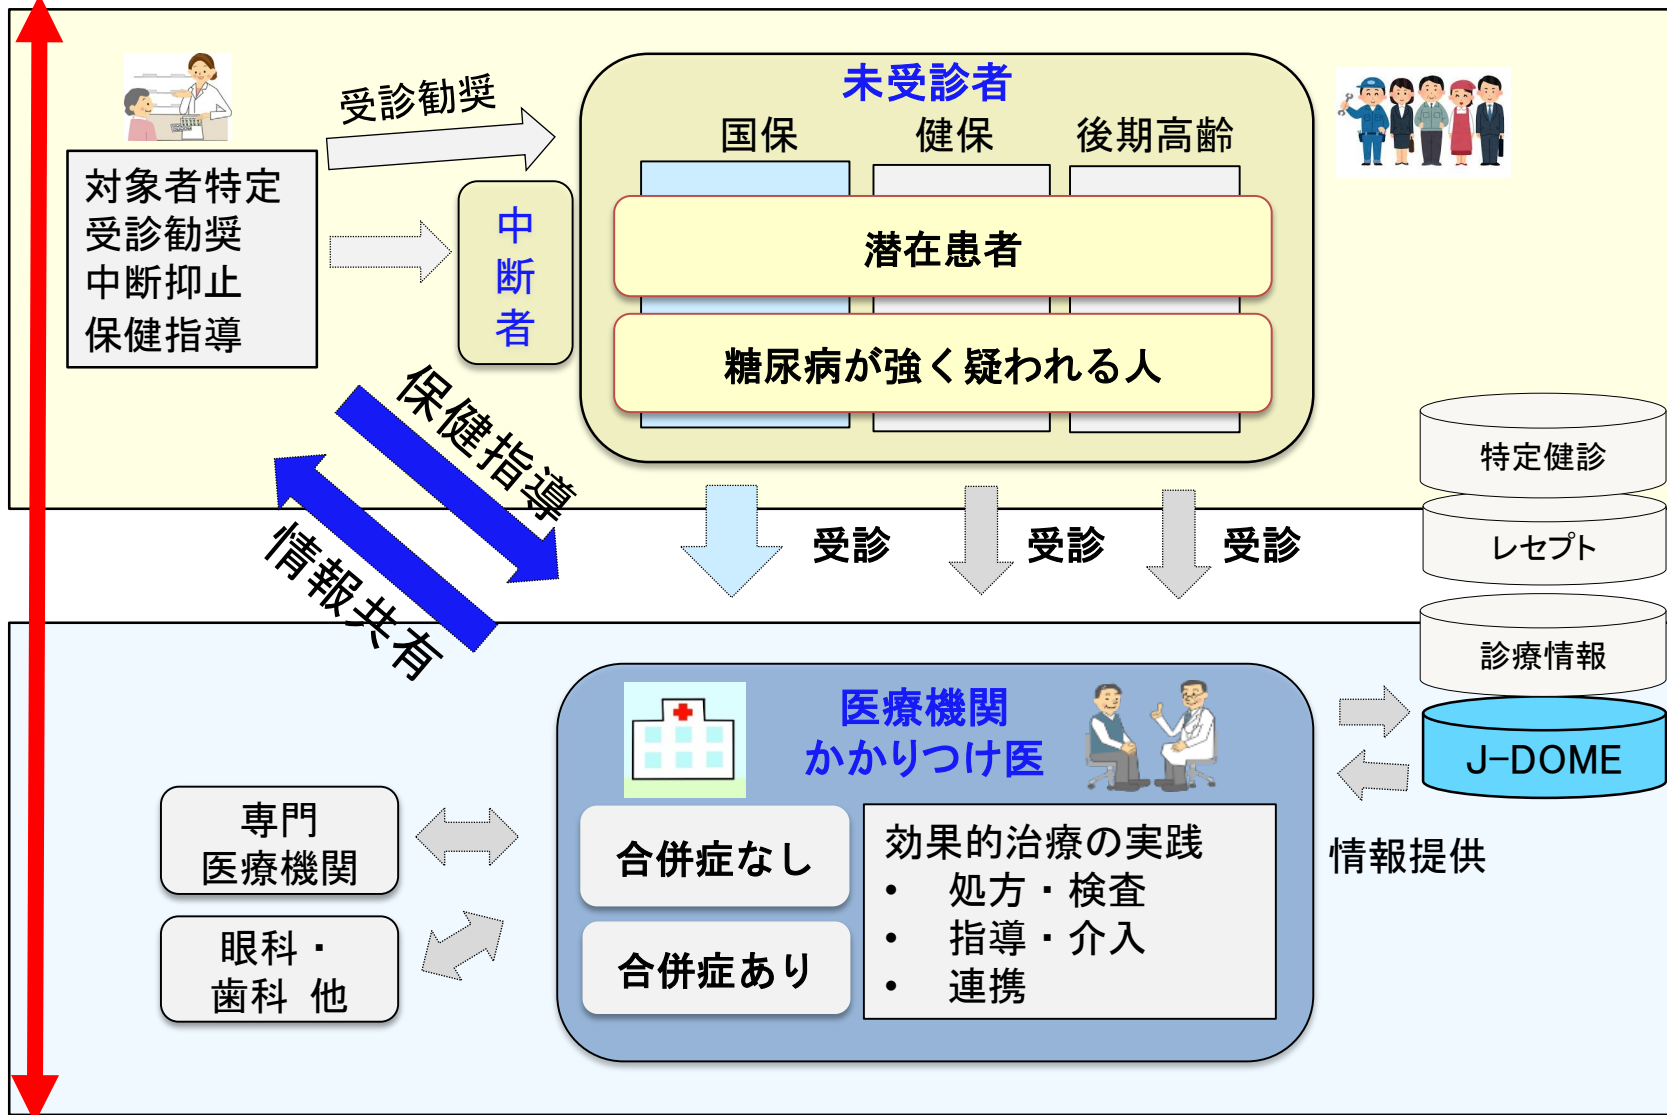 受診勧奨
対象者特定
受診勧奨
中断抑止
保健指導
中
断
者
未受診者
国保
健保
後期高齢
潜在患者
糖尿病が強く疑われる人
保健指導
情報共有
受診
受診
受診
特定健診
レセプト
診療情報
J-DOME
情報提供
医療機関
かかりつけ医
合併症なし
合併症あり
効果的治療の実践
• 処方・検査
• 指導・介入
• 連携
専門
医療機関
眼科・
歯科 他